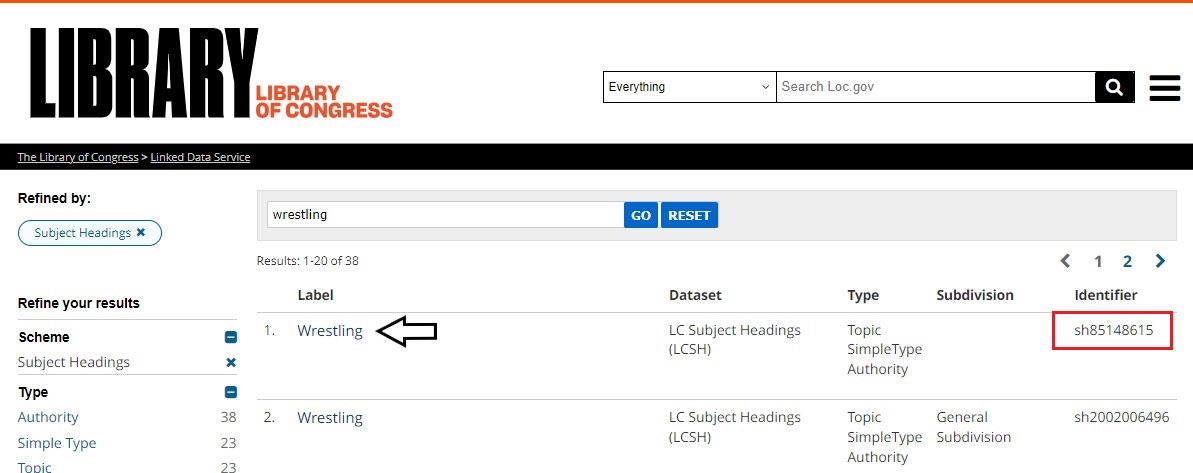 LIBRARY
LIBRARY
OF CONGRESS
Everything
Search Loc.gov
The Library of Congress > Linked Data Service
Refined by:
Subject Headings ✖
wrestling
GO
RESET
Results: 1-20 of 38
1
2
Refine your results
Scheme
Subject Headings
Type
Authority 38
Simple Type 23
Topic 23
Label Dataset Type Subdivision Identifier
1. Wrestling LC Subject Headings Topic sh85148615
(LCSH) SimpleType
Authority
2. Wrestling LC Subject Headings Topic General sh2002006496
(LCSH) SimpleType Subdivision
Authority